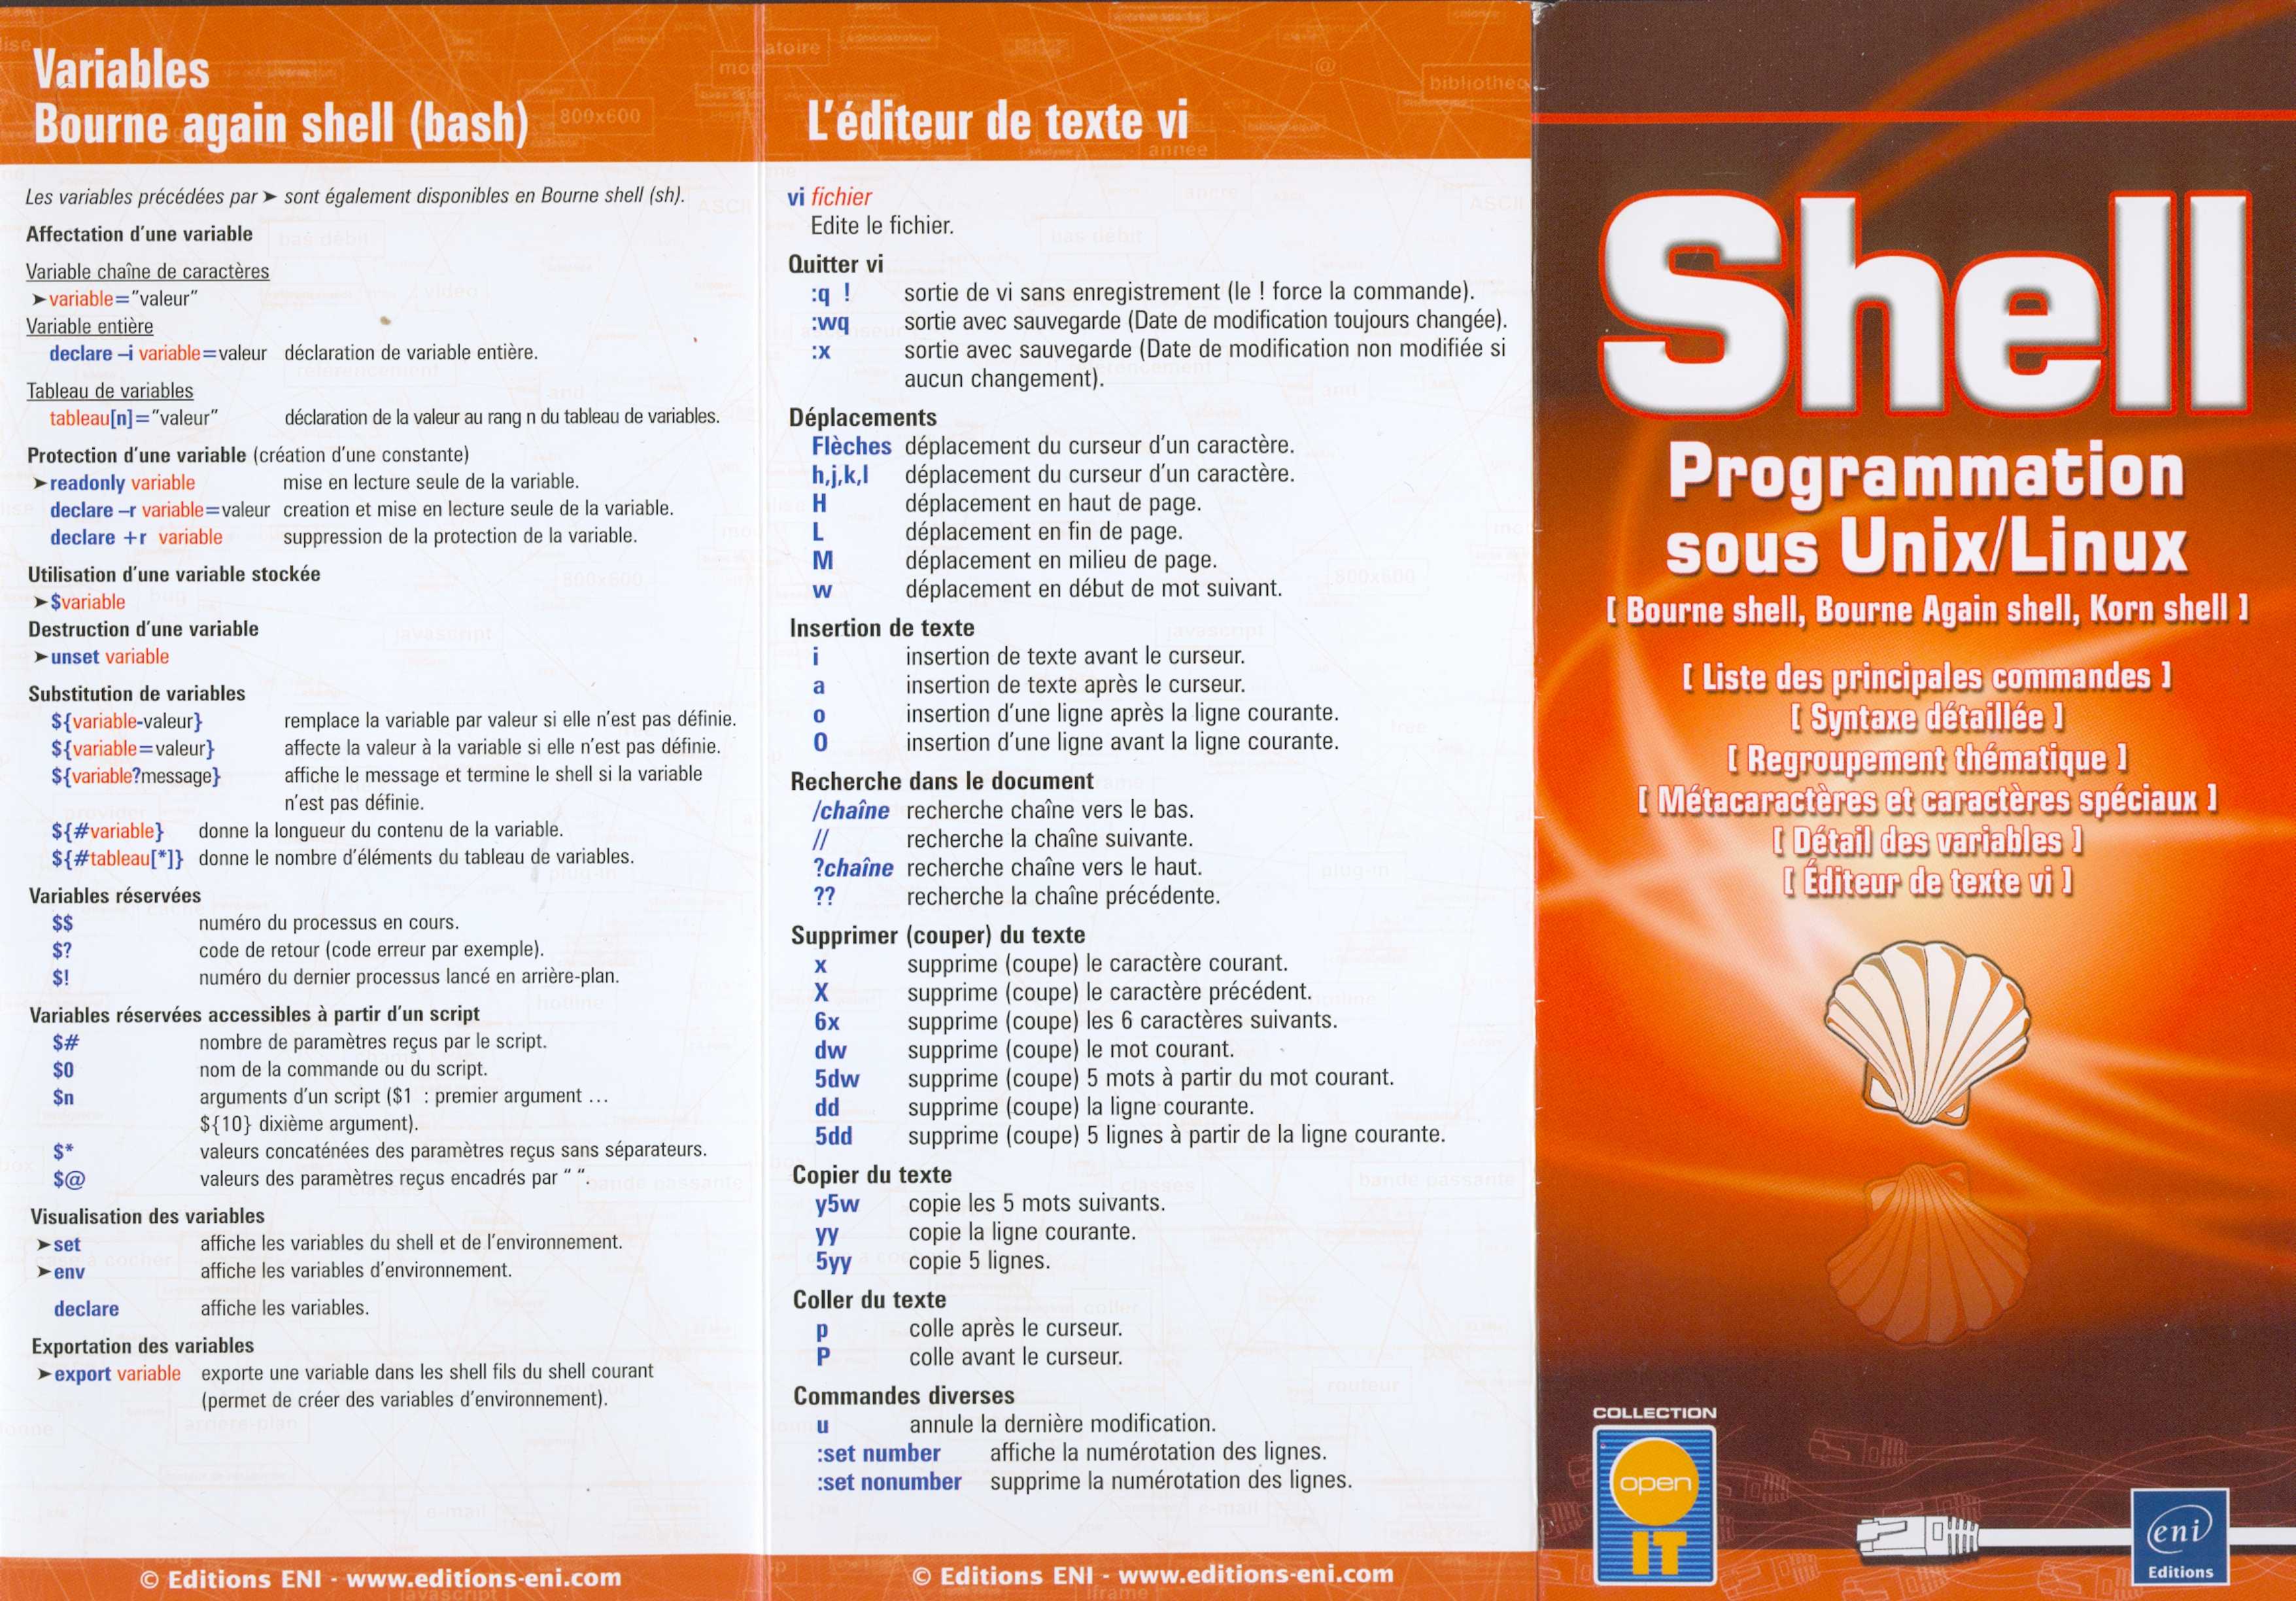 Variables
Bourne again shell (bash)
Les variables précédées par ➤ sont également disponibles en Bourne shell (sh).
Affectation d'une variable
Variable chaîne de caractères
➤variable="valeur"
Variable entière
declare –i variable=valeur déclaration de variable entière.
Tableau de variables
tableau[n]="valeur" déclaration de la valeur au rang n du tableau de variables.
Protection d'une variable (création d'une constante)
➤readonly variable mise en lecture seule de la variable.
declare –r variable=valeur creation et mise en lecture seule de la variable.
declare +r variable suppression de la protection de la variable.
Utilisation d'une variable stockée
➤$variable
Destruction d'une variable
➤unset variable
Substitution de variables
${variable-valeur} remplace la variable par valeur si elle n'est pas définie.
${variable=valeur} affecte la valeur à la variable si elle n'est pas définie.
${variable?message} affiche le message et termine le shell si la variable
n'est pas définie.
${#variable} donne la longueur du contenu de la variable.
${#tableau[*]} donne le nombre d'éléments du tableau de variables.
Variables réservées
$$ numéro du processus en cours.
$? code de retour (code erreur par exemple).
$! numéro du dernier processus lancé en arrière-plan.
Variables réservées accessibles à partir d'un script
$# nombre de paramètres reçus par le script.
$0 nom de la commande ou du script.
$n arguments d'un script ($1 : premier argument ...
${10} dixième argument).
$* valeurs concaténées des paramètres reçus sans séparateurs.
$@ valeurs des paramètres reçus encadrés par “ “.
Visualisation des variables
➤set affiche les variables du shell et de l'environnement.
➤env affiche les variables d'environnement.
declare affiche les variables.
Exportation des variables
➤export variable exporte une variable dans les shell fils du shell courant
(permet de créer des variables d'environnement).
© Editions ENI - www.editions-eni.com
L'éditeur de texte vi
vi fichier
Edite le fichier.
Quitter vi
:q ! sortie de vi sans enregistrement (le ! force la commande).
:wq sortie avec sauvegarde (Date de modification toujours changée).
:x sortie avec sauvegarde (Date de modification non modifiée si
aucun changement).
Déplacements
Flèches déplacement du curseur d'un caractère.
h,j,k,l déplacement du curseur d'un caractère.
H déplacement en haut de page.
L déplacement en fin de page.
M déplacement en milieu de page.
w déplacement en début de mot suivant.
Insertion de texte
i insertion de texte avant le curseur.
a insertion de texte après le curseur.
o insertion d'une ligne après la ligne courante.
O insertion d'une ligne avant la ligne courante.
Recherche dans le document
/chaîne recherche chaîne vers le bas.
// recherche la chaîne suivante.
?chaîne recherche chaîne vers le haut.
?? recherche la chaîne précédente.
Supprimer (couper) du texte
x supprime (coupe) le caractère courant.
X supprime (coupe) le caractère précédent.
6x supprime (coupe) les 6 caractères suivants.
dw supprime (coupe) le mot courant.
5dw supprime (coupe) 5 mots à partir du mot courant.
dd supprime (coupe) la ligne courante.
5dd supprime (coupe) 5 lignes à partir de la ligne courante.
Copier du texte
y5w copie les 5 mots suivants.
yy copie la ligne courante.
5yy copie 5 lignes.
Coller du texte
p colle après le curseur.
P colle avant le curseur.
Commandes diverses
u annule la dernière modification.
:set number affiche la numérotation des lignes.
:set nonumber supprime la numérotation des lignes.
© Editions ENI - www.editions-eni.com
Shell
Programmation
sous Unix/Linux
[ Bourne shell, Bourne Again shell, Korn shell ]
[ Liste des principales commandes ]
[ Syntaxe détaillée ]
[ Regroupement thématique ]
[ Métacaractères et caractères spéciaux ]
[ Détail des variables ]
[ Éditeur de texte vi ]
COLLECTION
open
IT
eni
Editions